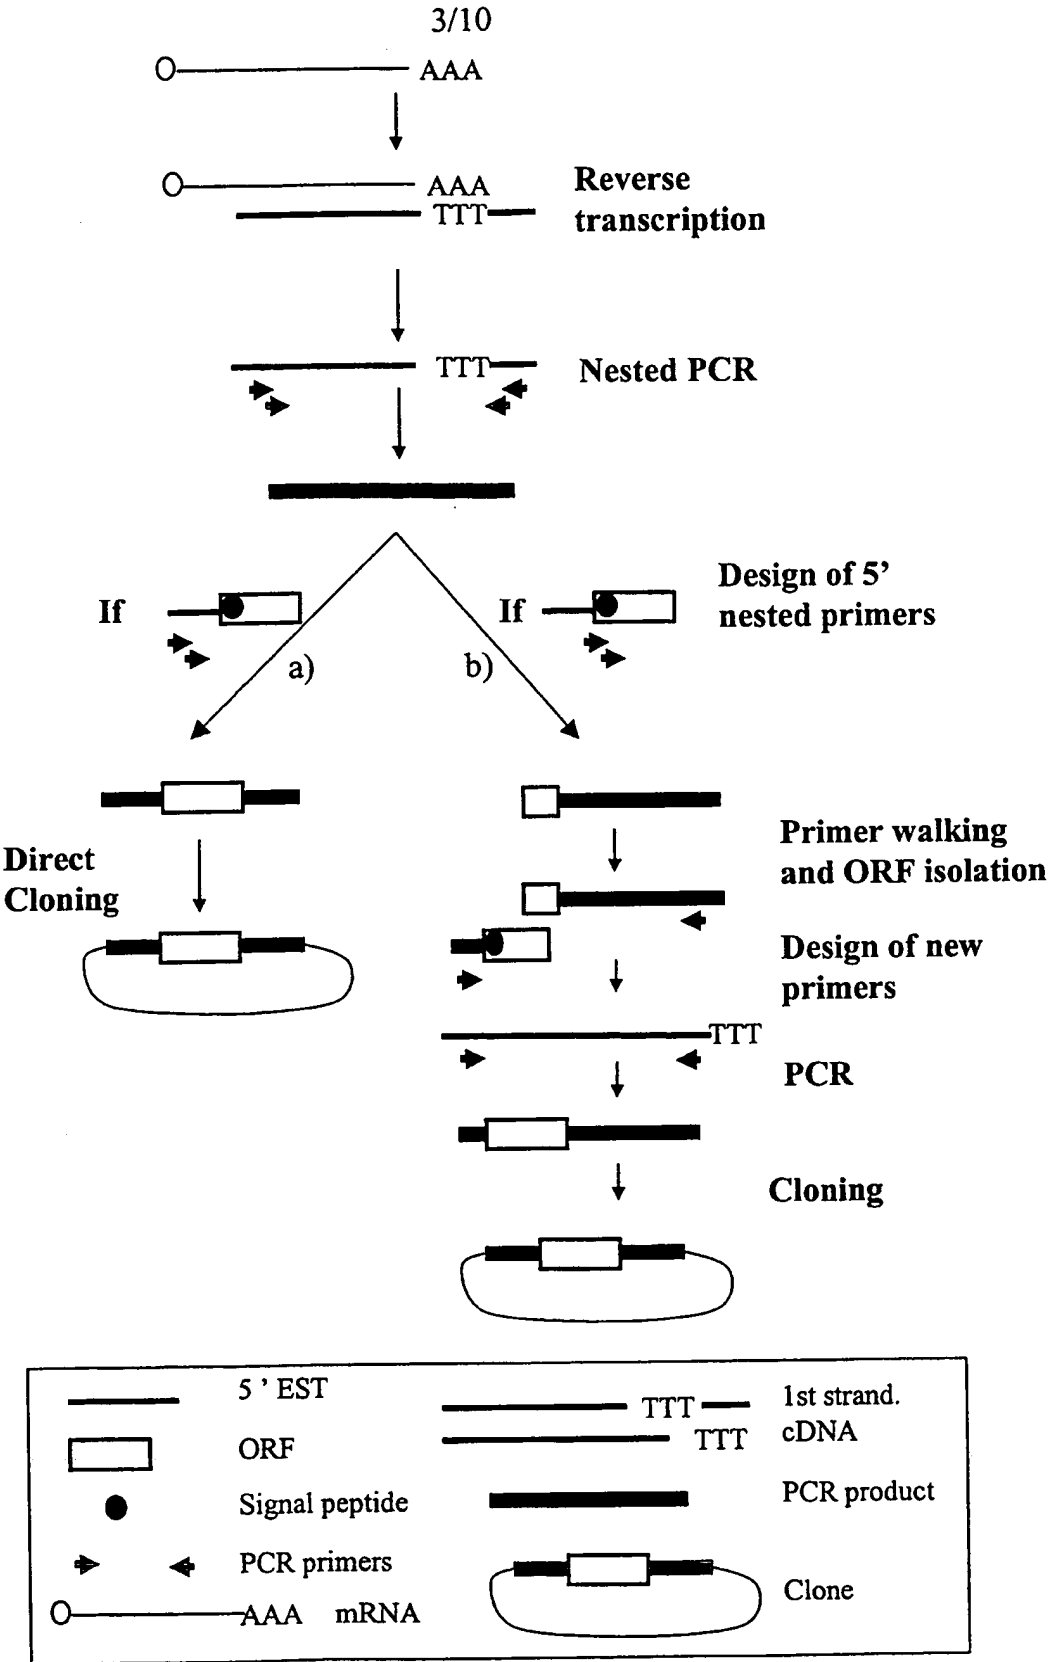 3/10
AAA
AAA
TTT
Reverse
transcription
TTT
Nested PCR
If
If
Design of 5'
nested primers
a)
b)
Direct
Cloning
Primer walking
and ORF isolation
Design of new
primers
TTT
PCR
Cloning
5 ' EST
ORF
Signal peptide
PCR primers
AAA mRNA
TTT
TTT
1st strand.
cDNA
PCR product
Clone